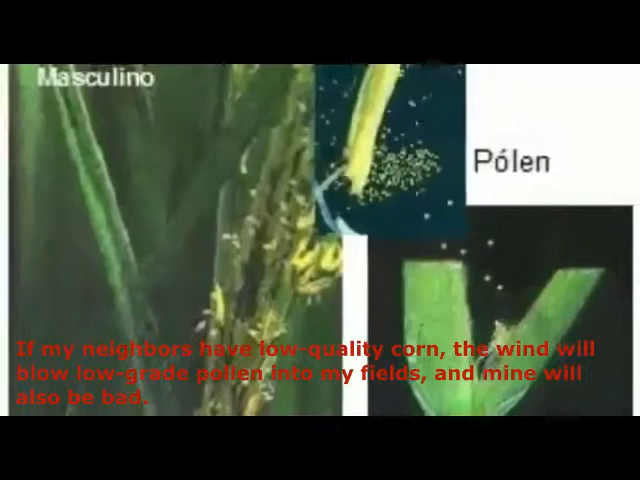 Masculino
Pólen
If my neighbors have low-quality corn, the wind will
blow low-grade pollen into my fields, and mine will
also be bad.